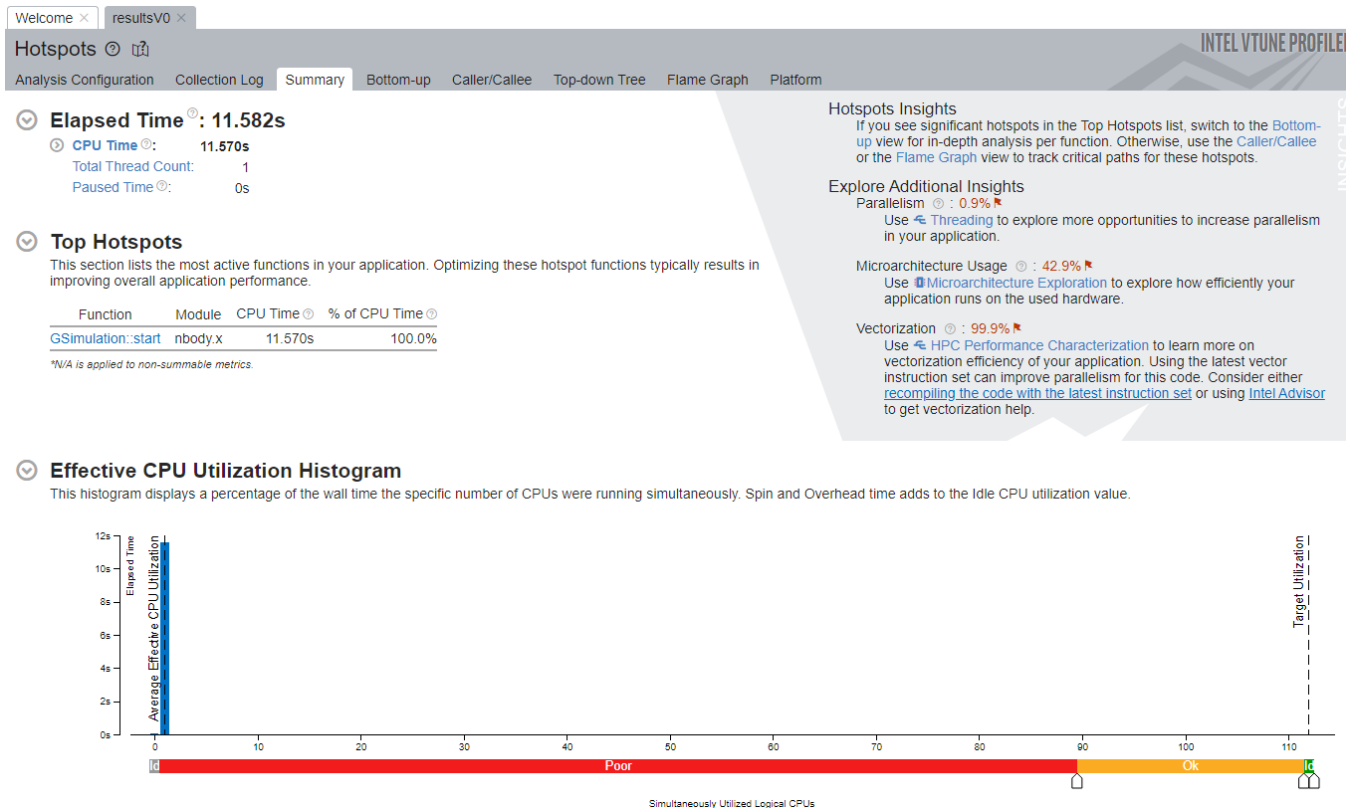 Welcome ×
resultsV0 ×
Hotspots
INTEL VTUNE PROFILER
Analysis Configuration Collection Log Summary Bottom-up Caller/Callee Top-down Tree Flame Graph Platform
Elapsed Time: 11.582s
CPU Time: 11.570s
Total Thread Count: 1
Paused Time: 0s
Top Hotspots
This section lists the most active functions in your application. Optimizing these hotspot functions typically results in
improving overall application performance.
Function Module CPU Time % of CPU Time
GSimulation::start nbody.x 11.570s 100.0%
*N/A is applied to non-summable metrics.
Hotspots Insights
If you see significant hotspots in the Top Hotspots list, switch to the Bottom-
up view for in-depth analysis per function. Otherwise, use the Caller/Callee
or the Flame Graph view to track critical paths for these hotspots.
Explore Additional Insights
Parallelism : 0.9%
Use Threading to explore more opportunities to increase parallelism
in your application.
Microarchitecture Usage : 42.9%
Use Microarchitecture Exploration to explore how efficiently your
application runs on the used hardware.
Vectorization : 99.9%
Use HPC Performance Characterization to learn more on
vectorization efficiency of your application. Using the latest vector
instruction set can improve parallelism for this code. Consider either
recompiling the code with the latest instruction set or using Intel Advisor
to get vectorization help.
INSIGHTS
Effective CPU Utilization Histogram
This histogram displays a percentage of the wall time the specific number of CPUs were running simultaneously. Spin and Overhead time adds to the Idle CPU utilization value.
12s
10s
8s
6s
4s
2s
0s
Elapsed Time
Average Effective CPU Utilization
Target Utilization
0 10 20 30 40 50 60 70 80 90 100 110
Id Poor Ok Id
Simultaneously Utilized Logical CPUs